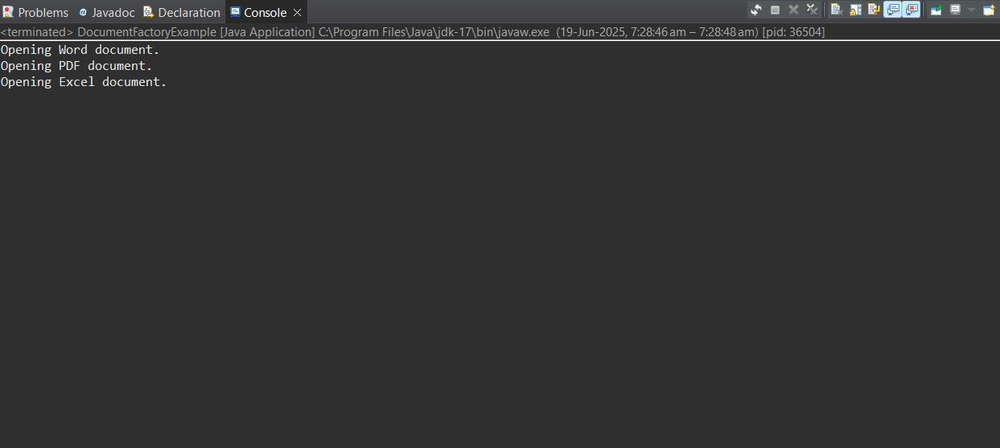 Problems Javadoc Declaration Console
<terminated> DocumentFactoryExample [Java Application] C:\Program Files\Java\jdk-17\bin\javaw.exe (19-Jun-2025, 7:28:46 am – 7:28:48 am) [pid: 36504]
Opening Word document.
Opening PDF document.
Opening Excel document.